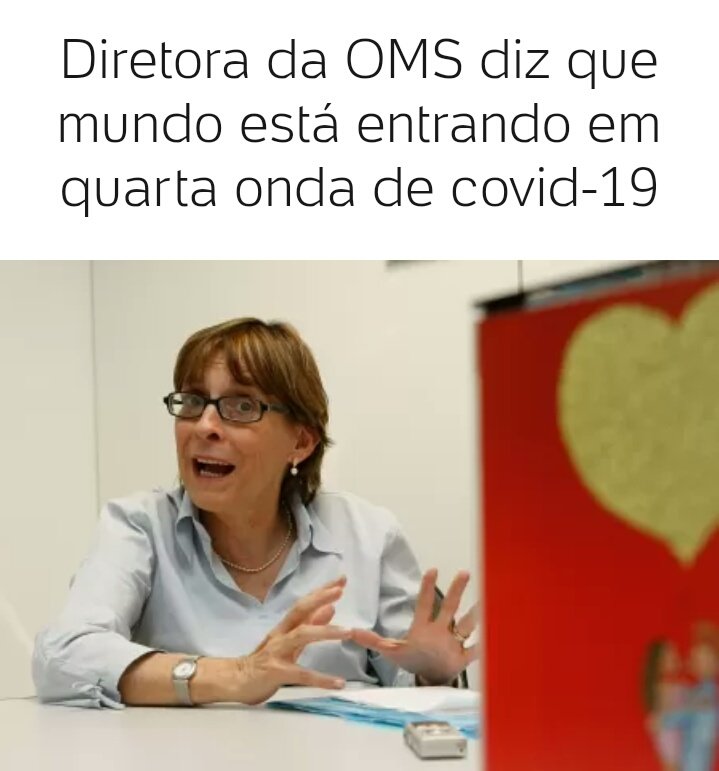 Diretora da OMS diz que
mundo está entrando em
quarta onda de covid-19